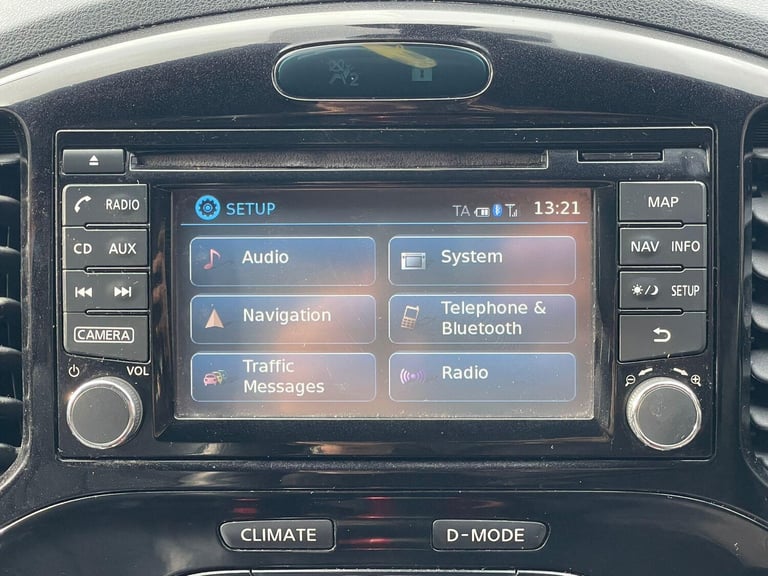 RADIO
CD AUX
CAMERA
VOL
SETUP TA 13:21
Audio
System
Navigation
Telephone &
Bluetooth
Traffic
Messages
Radio
MAP
NAV INFO
SETUP
CLIMATE
D-MODE